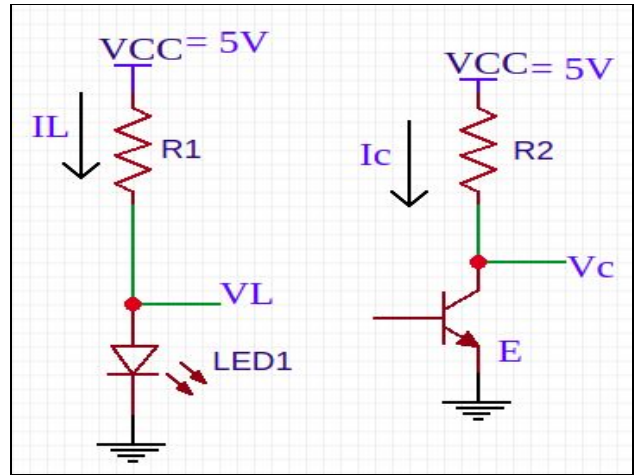 VCC = 5V
IL
R1
VL
LED1
VCC = 5V
Ic
R2
Vc
E